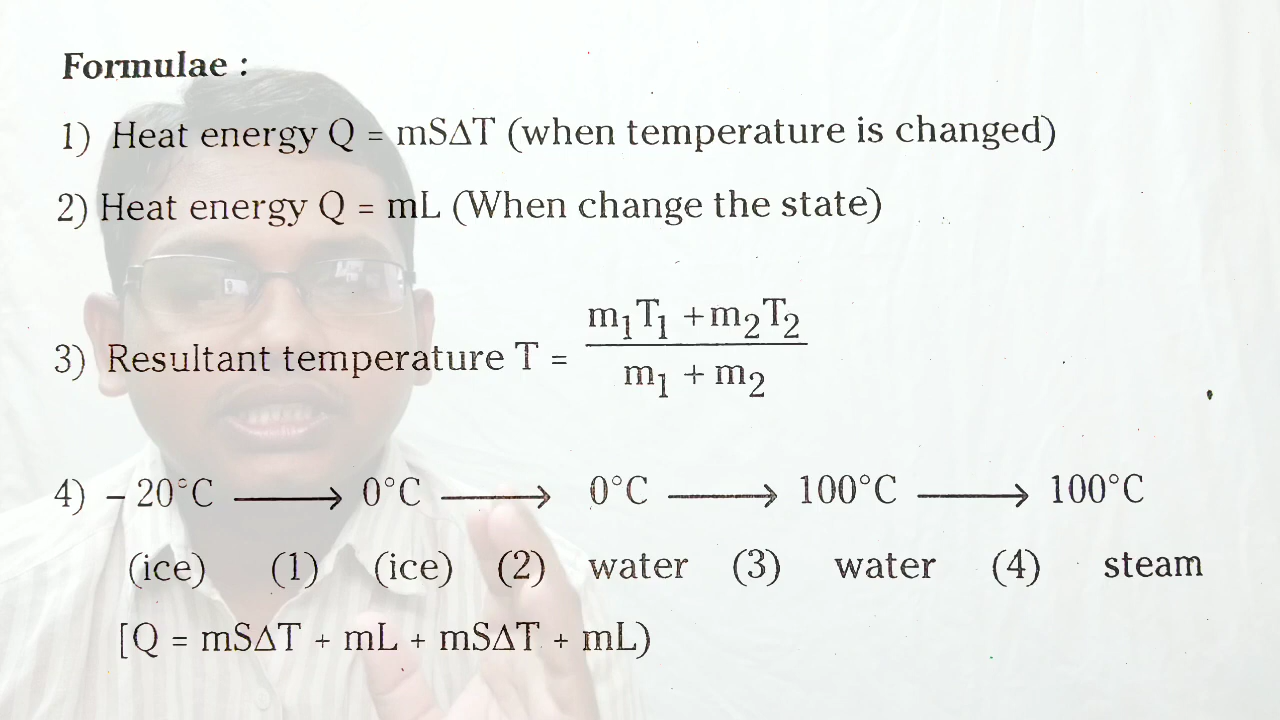 Formulae :
1) Heat energy Q = mSΔT (when temperature is changed)
2) Heat energy Q = mL (When change the state)
3) Resultant temperature T = m₁T₁ + m₂T₂ / m₁ + m₂
4) – 20°C ⟶ 0°C ⟶ 0°C ⟶ 100°C ⟶ 100°C
(ice) (1) (ice) (2) water (3) water (4) steam
[Q = mSΔT + mL + mSΔT + mL)